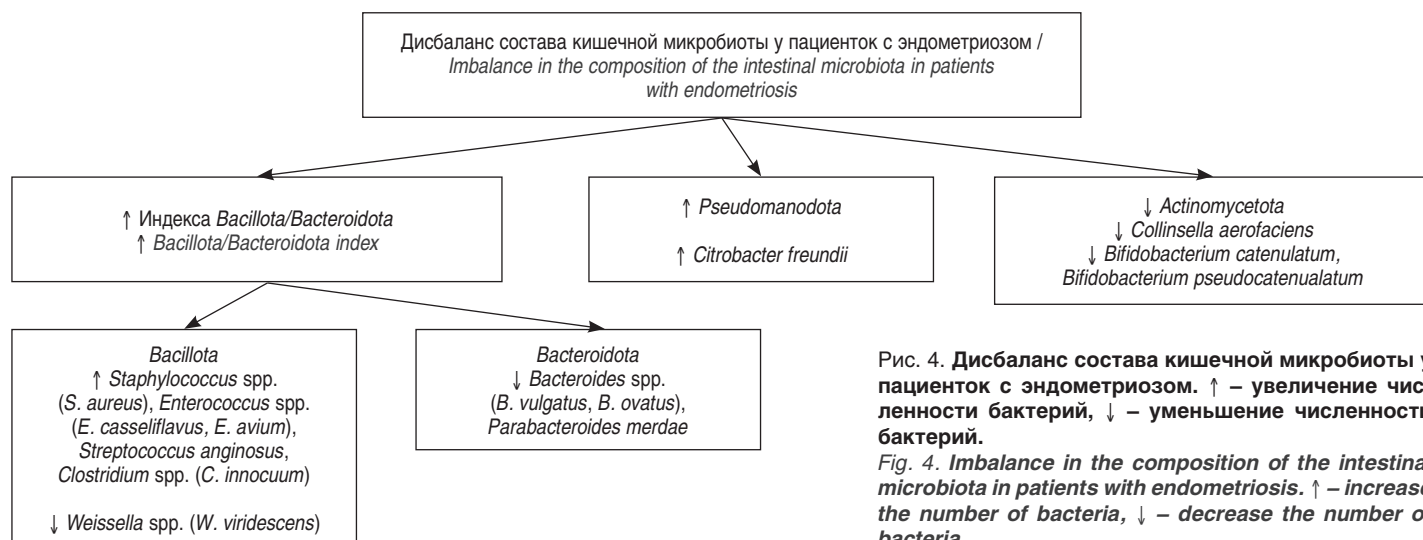 Дисбаланс состава кишечной микробиоты у пациенток с эндометриозом /
Imbalance in the composition of the intestinal microbiota in patients
with endometriosis
↑ Индекса Bacillota/Bacteroidota
↑ Bacillota/Bacteroidota index
↑ Pseudomanodota
↑ Citrobacter freundii
↓ Actinomycetota
↓ Collinsella aerofaciens
↓ Bifidobacterium catenulatum,
Bifidobacterium pseudocatenualatum
Bacillota
↑ Staphylococcus spp.
(S. aureus), Enterococcus spp.
(E. casseliflavus, E. avium),
Streptococcus anginosus,
Clostridium spp. (C. innocuum)
↓ Weissella spp. (W. viridescens)
Bacteroidota
↓ Bacteroides spp.
(B. vulgatus, B. ovatus),
Parabacteroides merdae
Рис. 4. Дисбаланс состава кишечной микробиоты у
пациенток с эндометриозом. ↑ – увеличение чис-
ленности бактерий, ↓ – уменьшение численности
бактерий.
Fig. 4. Imbalance in the composition of the intestina
microbiota in patients with endometriosis. ↑ – increase
the number of bacteria, ↓ – decrease the number o
bacteria